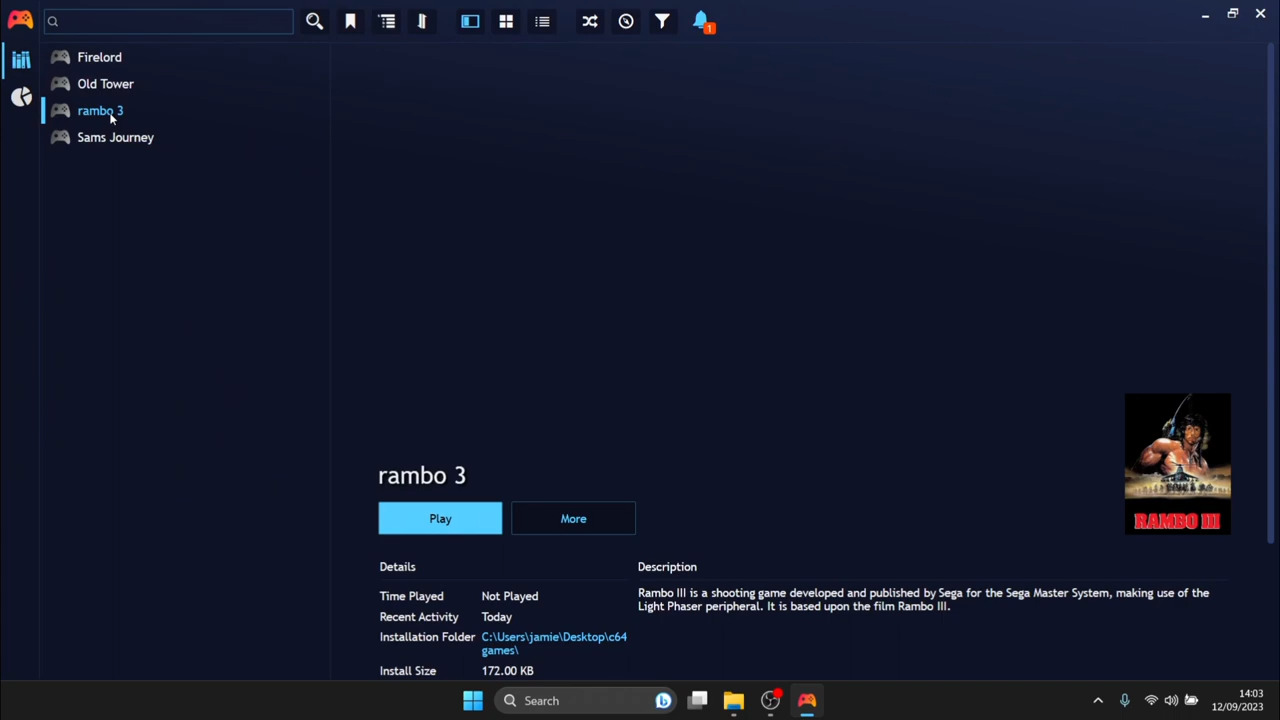 1
Firelord
Old Tower
rambo 3
Sams Journey
RAMBO III
rambo 3
Play
More
Details
Time Played
Not Played
Recent Activity
Today
Installation Folder
C:\Users\jamie\Desktop\c64
games\
Install Size
172.00 KB
Description
Rambo III is a shooting game developed and published by Sega for the Sega Master System, making use of the
Light Phaser peripheral. It is based upon the film Rambo III.
Search
14:03
12/09/2023